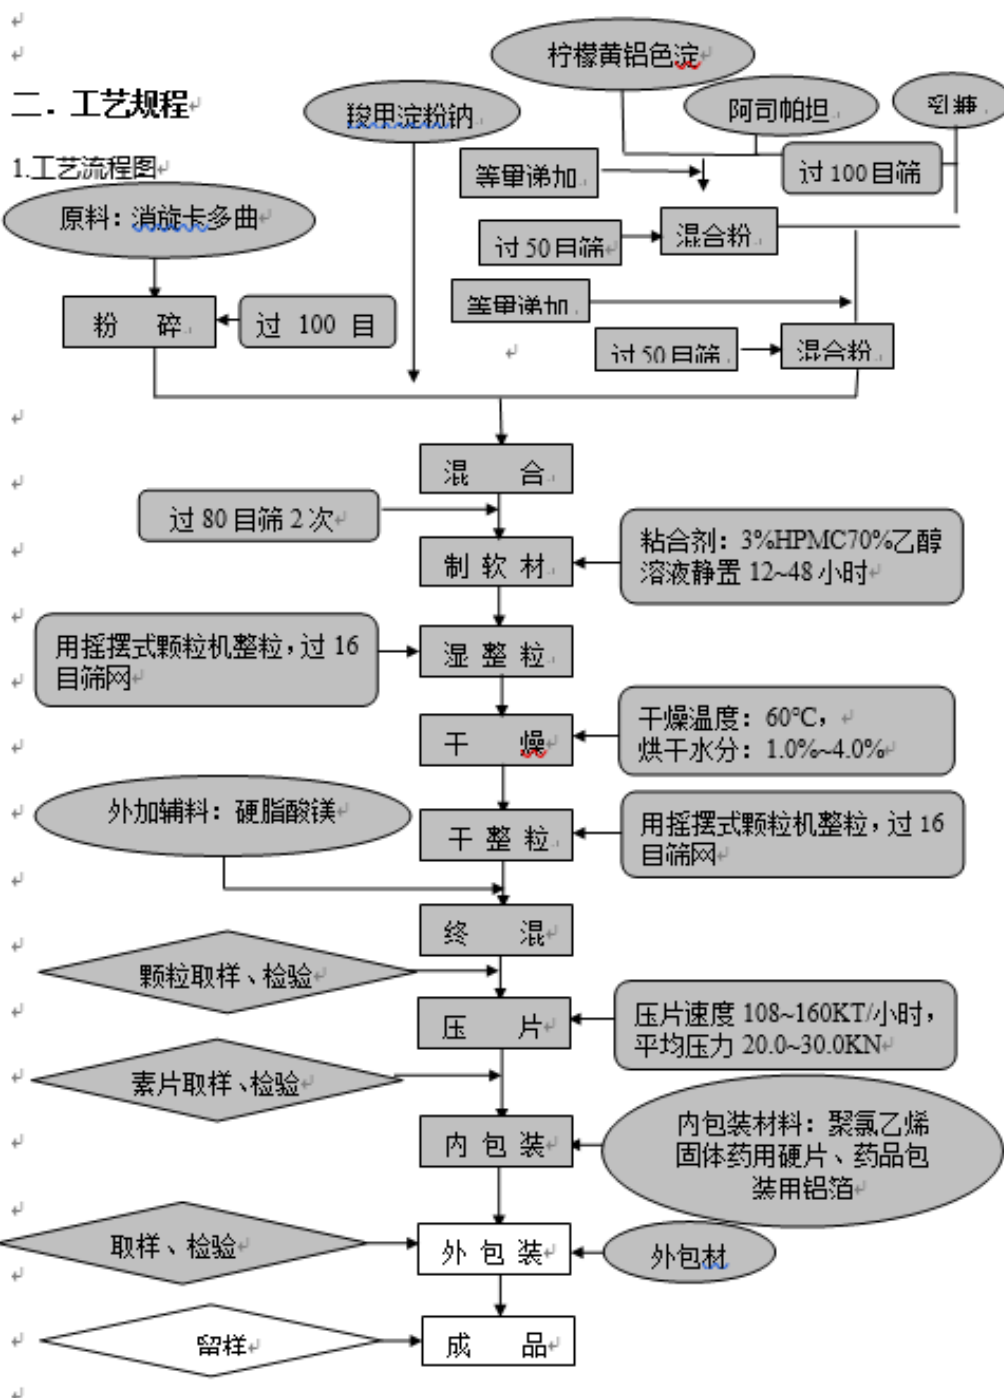 柠檬黄铝色淀
二．工艺规程
羧甲淀粉钠
阿司帕坦
1.工艺流程图
等量递加
过 100 目筛
原料：消旋卡多曲
过 50 目筛
混合粉
等量递加
粉 碎
过 100 目
过 50 目筛
混合粉
混 合
过 80 目筛 2 次
制 软 材
粘合剂：3%HPMC70%乙醇
溶液静置 12~48 小时
用摇摆式颗粒机整粒，过 16
目筛网
湿 整 粒
干 燥
干燥温度：60℃，
烘干水分：1.0%~4.0%
外加辅料：硬脂酸镁
干 整 粒
用摇摆式颗粒机整粒，过 16
目筛网
终 混
颗粒取样、检验
压 片
压片速度 108~160KT/小时，
平均压力 20.0~30.0KN
素片取样、检验
内 包 装
内包装材料：聚氯乙烯
固体药用硬片、药品包
装用铝箔
取样、检验
外 包 装
外包材
留样
成 品